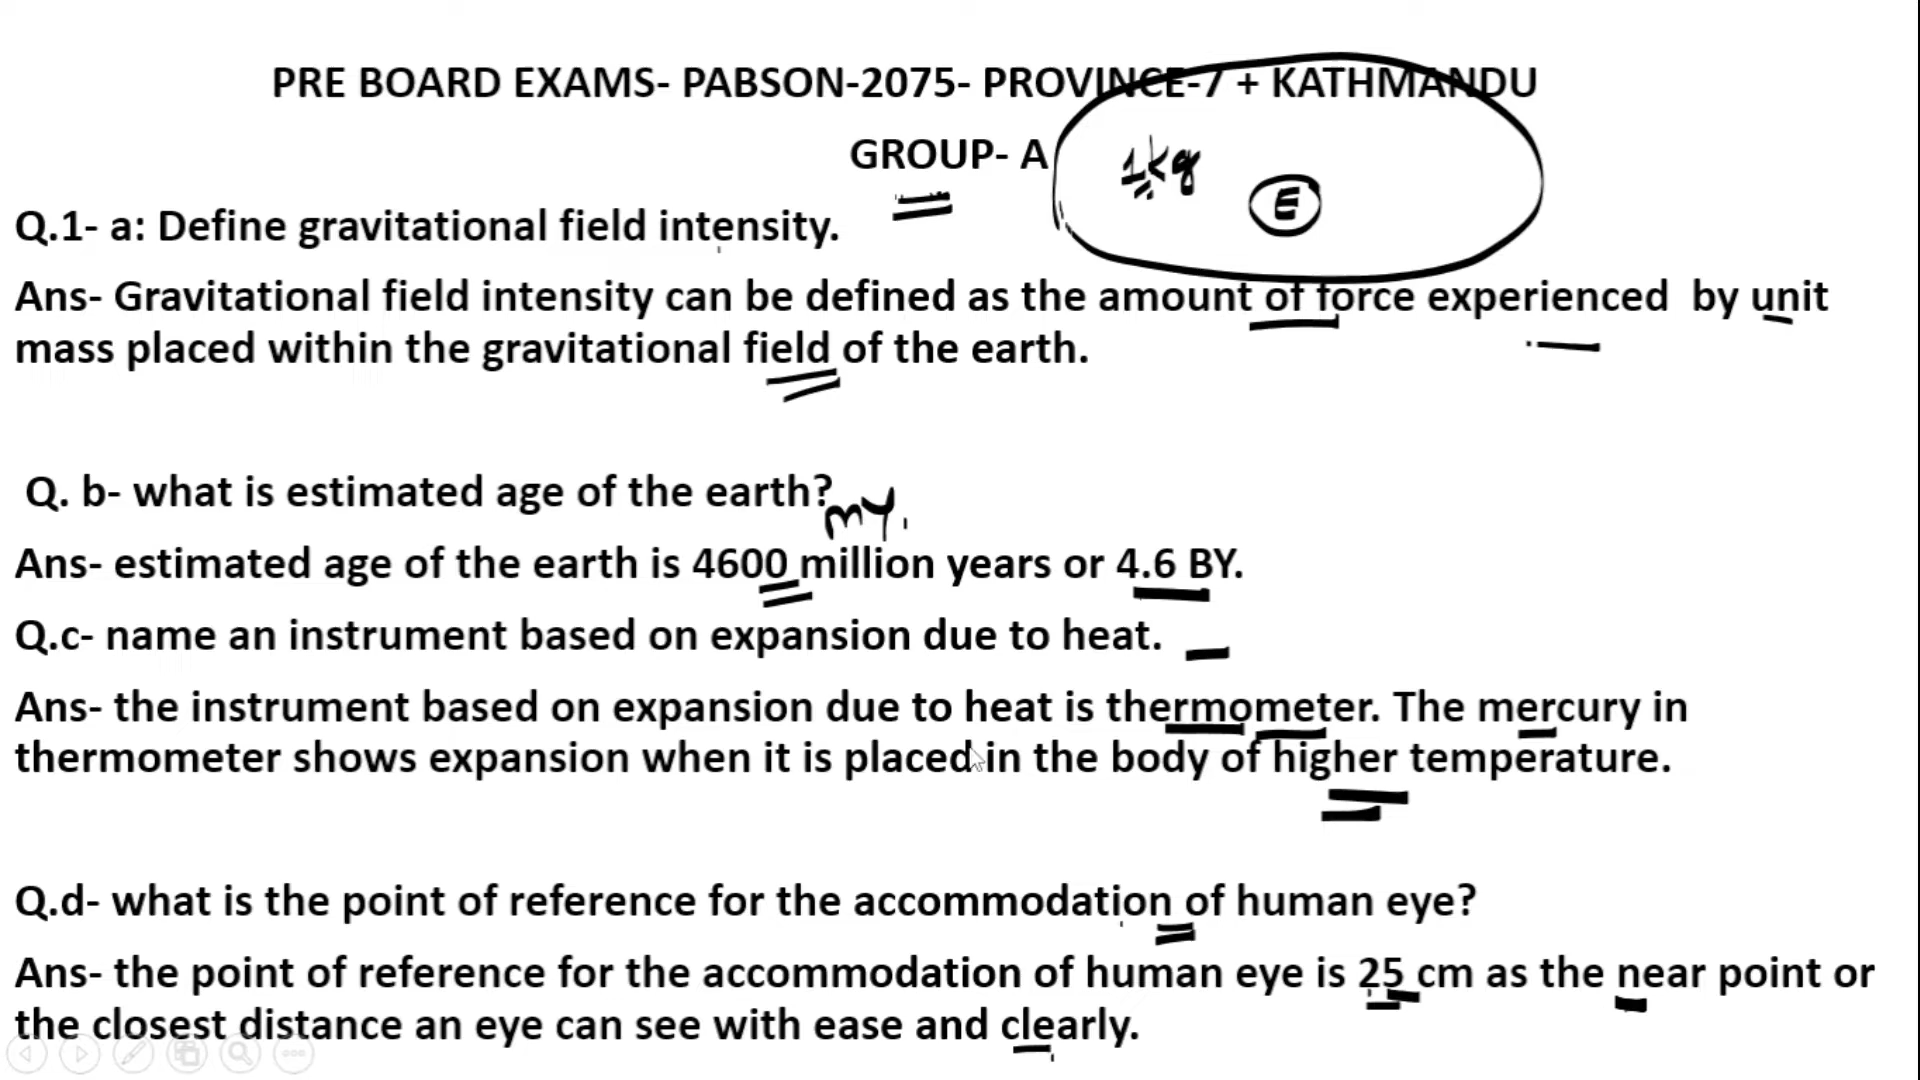 PRE BOARD EXAMS- PABSON-2075- PROVINCE-7 + KATHMANDU
GROUP- A
1kg
E
Q.1- a: Define gravitational field intensity.
Ans- Gravitational field intensity can be defined as the amount of force experienced by unit
mass placed within the gravitational field of the earth.
Q. b- what is estimated age of the earth?
my.
Ans- estimated age of the earth is 4600 million years or 4.6 BY.
Q.c- name an instrument based on expansion due to heat.
Ans- the instrument based on expansion due to heat is thermometer. The mercury in
thermometer shows expansion when it is placed in the body of higher temperature.
Q.d- what is the point of reference for the accommodation of human eye?
Ans- the point of reference for the accommodation of human eye is 25 cm as the near point or
the closest distance an eye can see with ease and clearly.